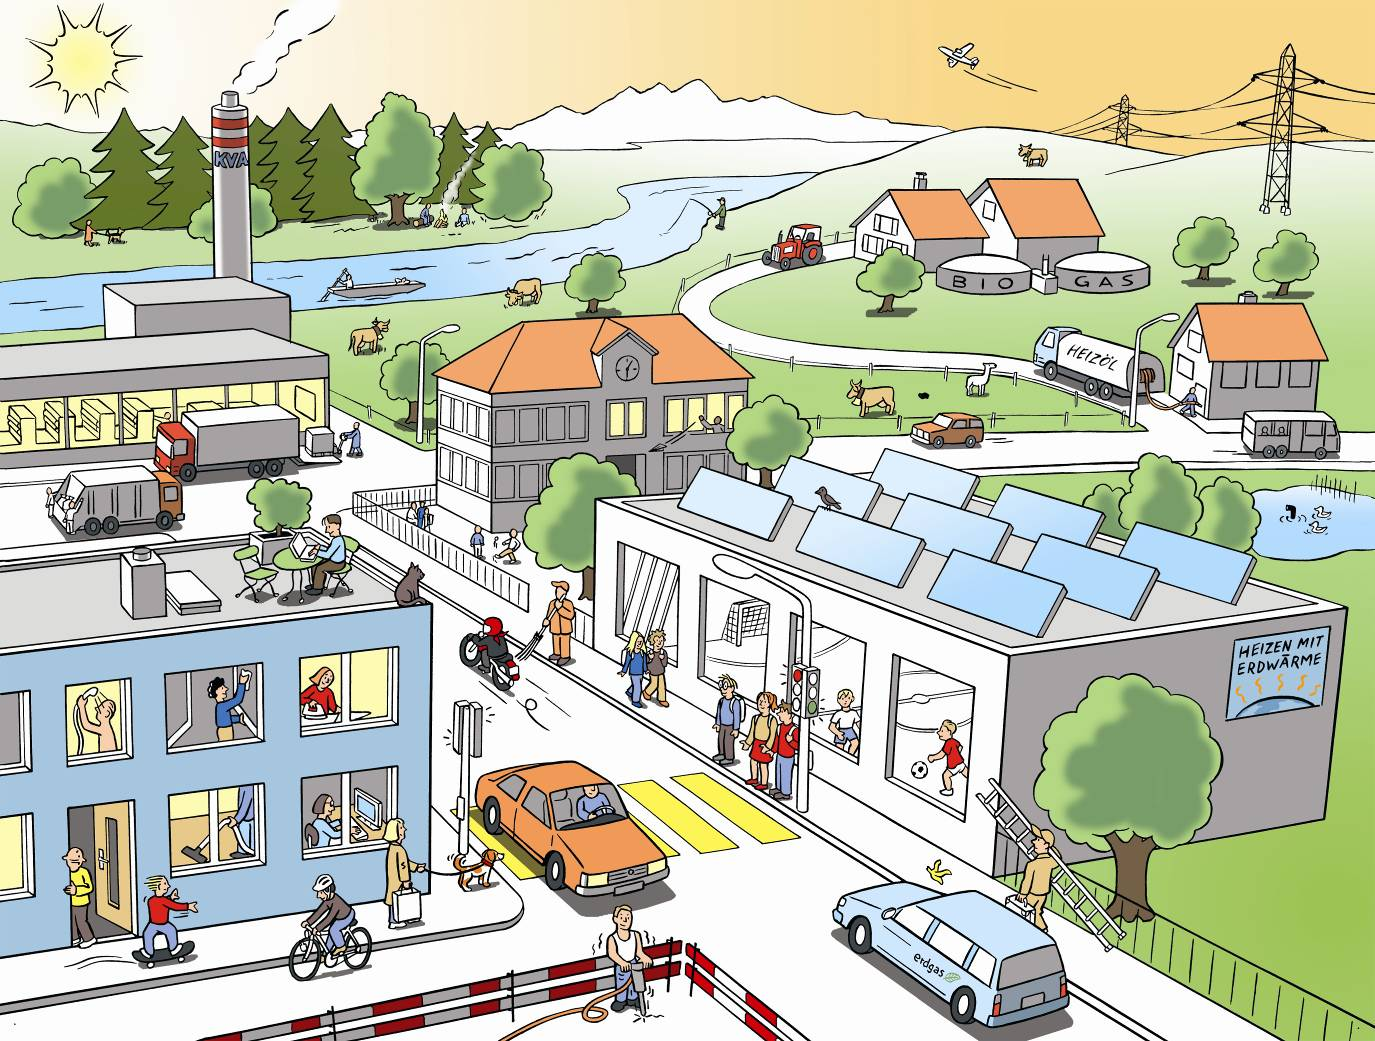 KVA
BIO GAS
HEIZÖL
HEIZEN MIT
ERDWÄRME
erdgas